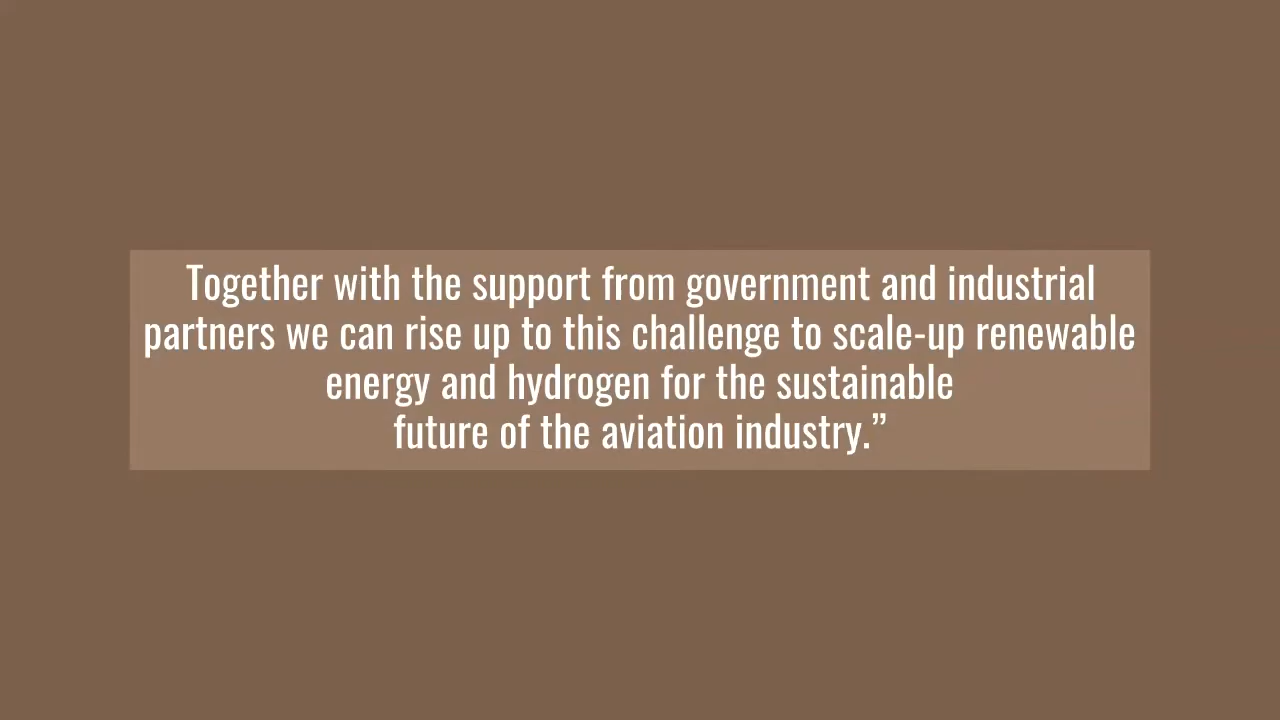 Together with the support from government and industrial
partners we can rise up to this challenge to scale-up renewable
energy and hydrogen for the sustainable
future of the aviation industry.”